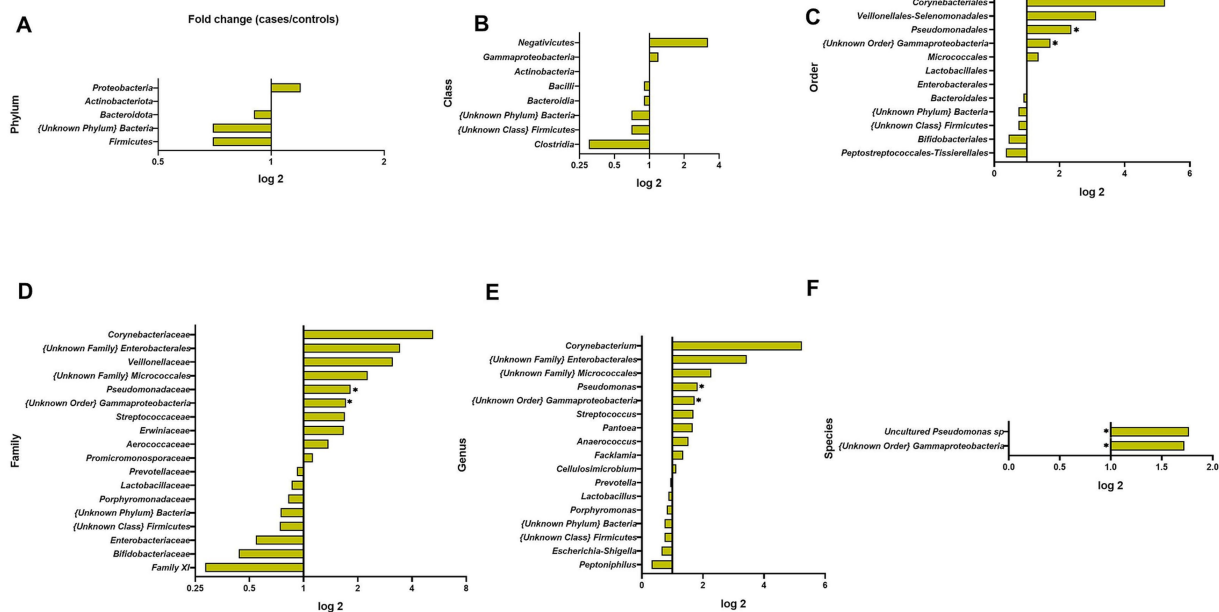 Fold change (cases/controls)
A
Phylum
Proteobacteria
Actinobacteriota
Bacteroidota
{Unknown Phylum} Bacteria
Firmicutes
0.5 1 2
log 2
B
Class
Negativicutes
Gammaproteobacteria
Actinobacteria
Bacilli
Bacteroidia
{Unknown Phylum} Bacteria
{Unknown Class} Firmicutes
Clostridia
0.25 0.5 1 2 4
log 2
C
Order
Corynebacteriales
Veillonellales-Selenomonadales
Pseudomonadales *
{Unknown Order} Gammaproteobacteria *
Micrococcales
Lactobacillales
Enterobacterales
Bacteroidales
{Unknown Phylum} Bacteria
{Unknown Class} Firmicutes
Bifidobacteriales
Peptostreptococcales-Tissierellales
0 2 4 6
log 2
D
Family
Corynebacteriaceae
{Unknown Family} Enterobacterales
Veillonellaceae
{Unknown Family} Micrococcales
Pseudomonadaceae *
{Unknown Order} Gammaproteobacteria *
Streptococcaceae
Erwiniaceae
Aerococcaceae
Promicromonosporaceae
Prevotellaceae
Lactobacillaceae
Porphyromonadaceae
{Unknown Phylum} Bacteria
{Unknown Class} Firmicutes
Enterobacteriaceae
Bifidobacteriaceae
Family XI
0.25 0.5 1 2 4 8
log 2
E
Genus
Corynebacterium
{Unknown Family} Enterobacterales
{Unknown Family} Micrococcales
Pseudomonas *
{Unknown Order} Gammaproteobacteria *
Streptococcus
Pantoea
Anaerococcus
Facklamia
Cellulosimicrobium
Prevotella
Lactobacillus
Porphyromonas
{Unknown Phylum} Bacteria
{Unknown Class} Firmicutes
Escherichia-Shigella
Peptoniphilus
0 2 4 6
log 2
F
Species
Uncultured Pseudomonas sp *
{Unknown Order} Gammaproteobacteria *
0.0 0.5 1.0 1.5 2.0
log 2